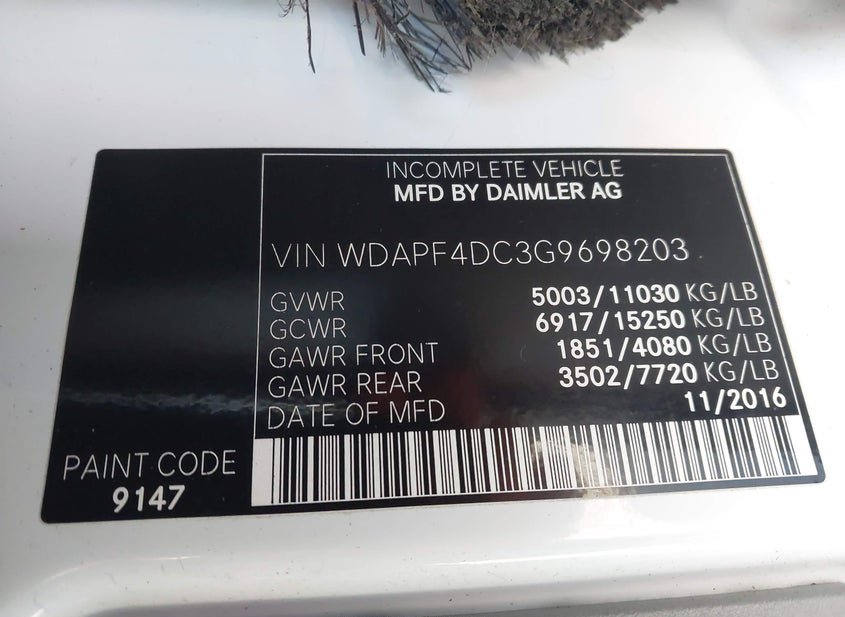 INCOMPLETE VEHICLE
MFD BY DAIMLER AG
VIN WDAPF4DC3G9698203
GVWR 5003/11030 KG/LB
GCWR 6917/15250 KG/LB
GAWR FRONT 1851/4080 KG/LB
GAWR REAR 3502/7720 KG/LB
DATE OF MFD 11/2016
PAINT CODE
9147